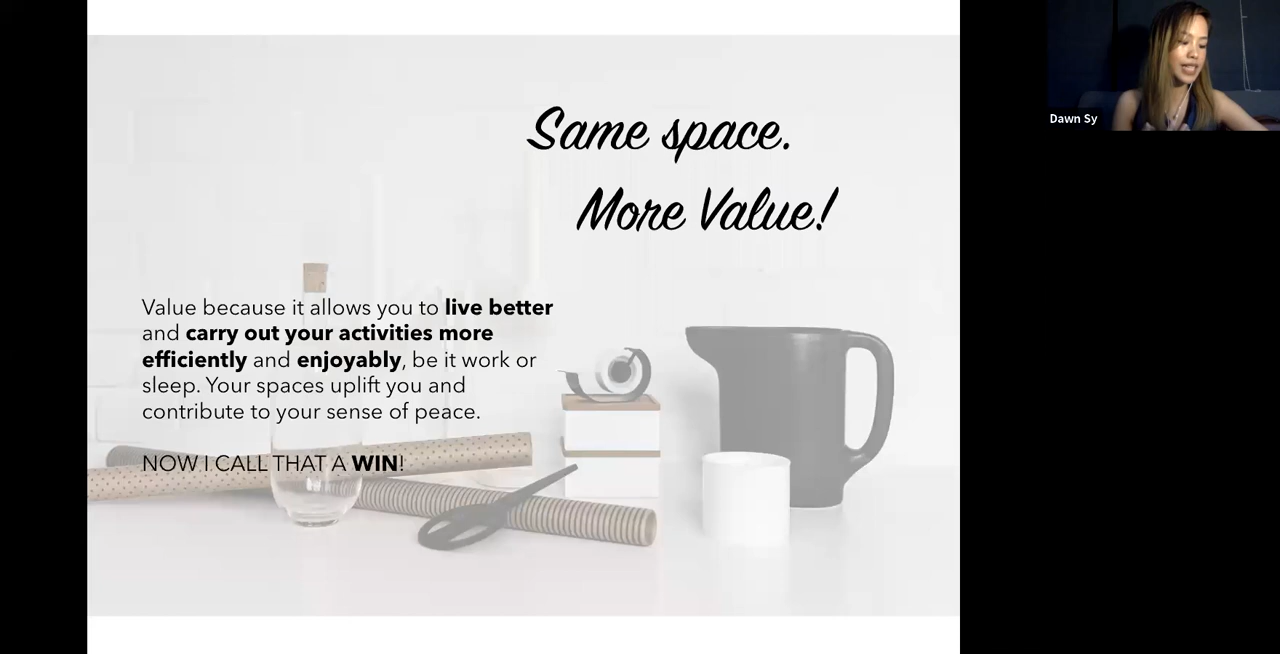 Same space.
More Value!
Value because it allows you to live better
and carry out your activities more
efficiently and enjoyably, be it work or
sleep. Your spaces uplift you and
contribute to your sense of peace.
NOW I CALL THAT A WIN!
Dawn Sy